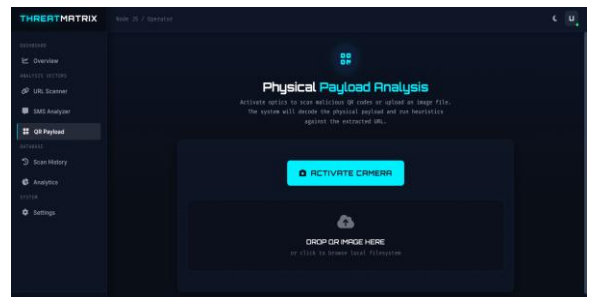 THREATMATRIX
Node JS / Operator
U
DASHBOARD
Overview
ANALYSIS VECTORS
URL Scanner
SMS Analyzer
QR Payload
DATABASE
Scan History
Analytics
SYSTEM
Settings
Physical Payload Analysis
Activate optics to scan malicious QR codes or upload an image file.
The system will decode the physical payload and run heuristics
against the extracted URL.
ACTIVATE CAMERA
DROP QR IMAGE HERE
or click to browse local filesystem